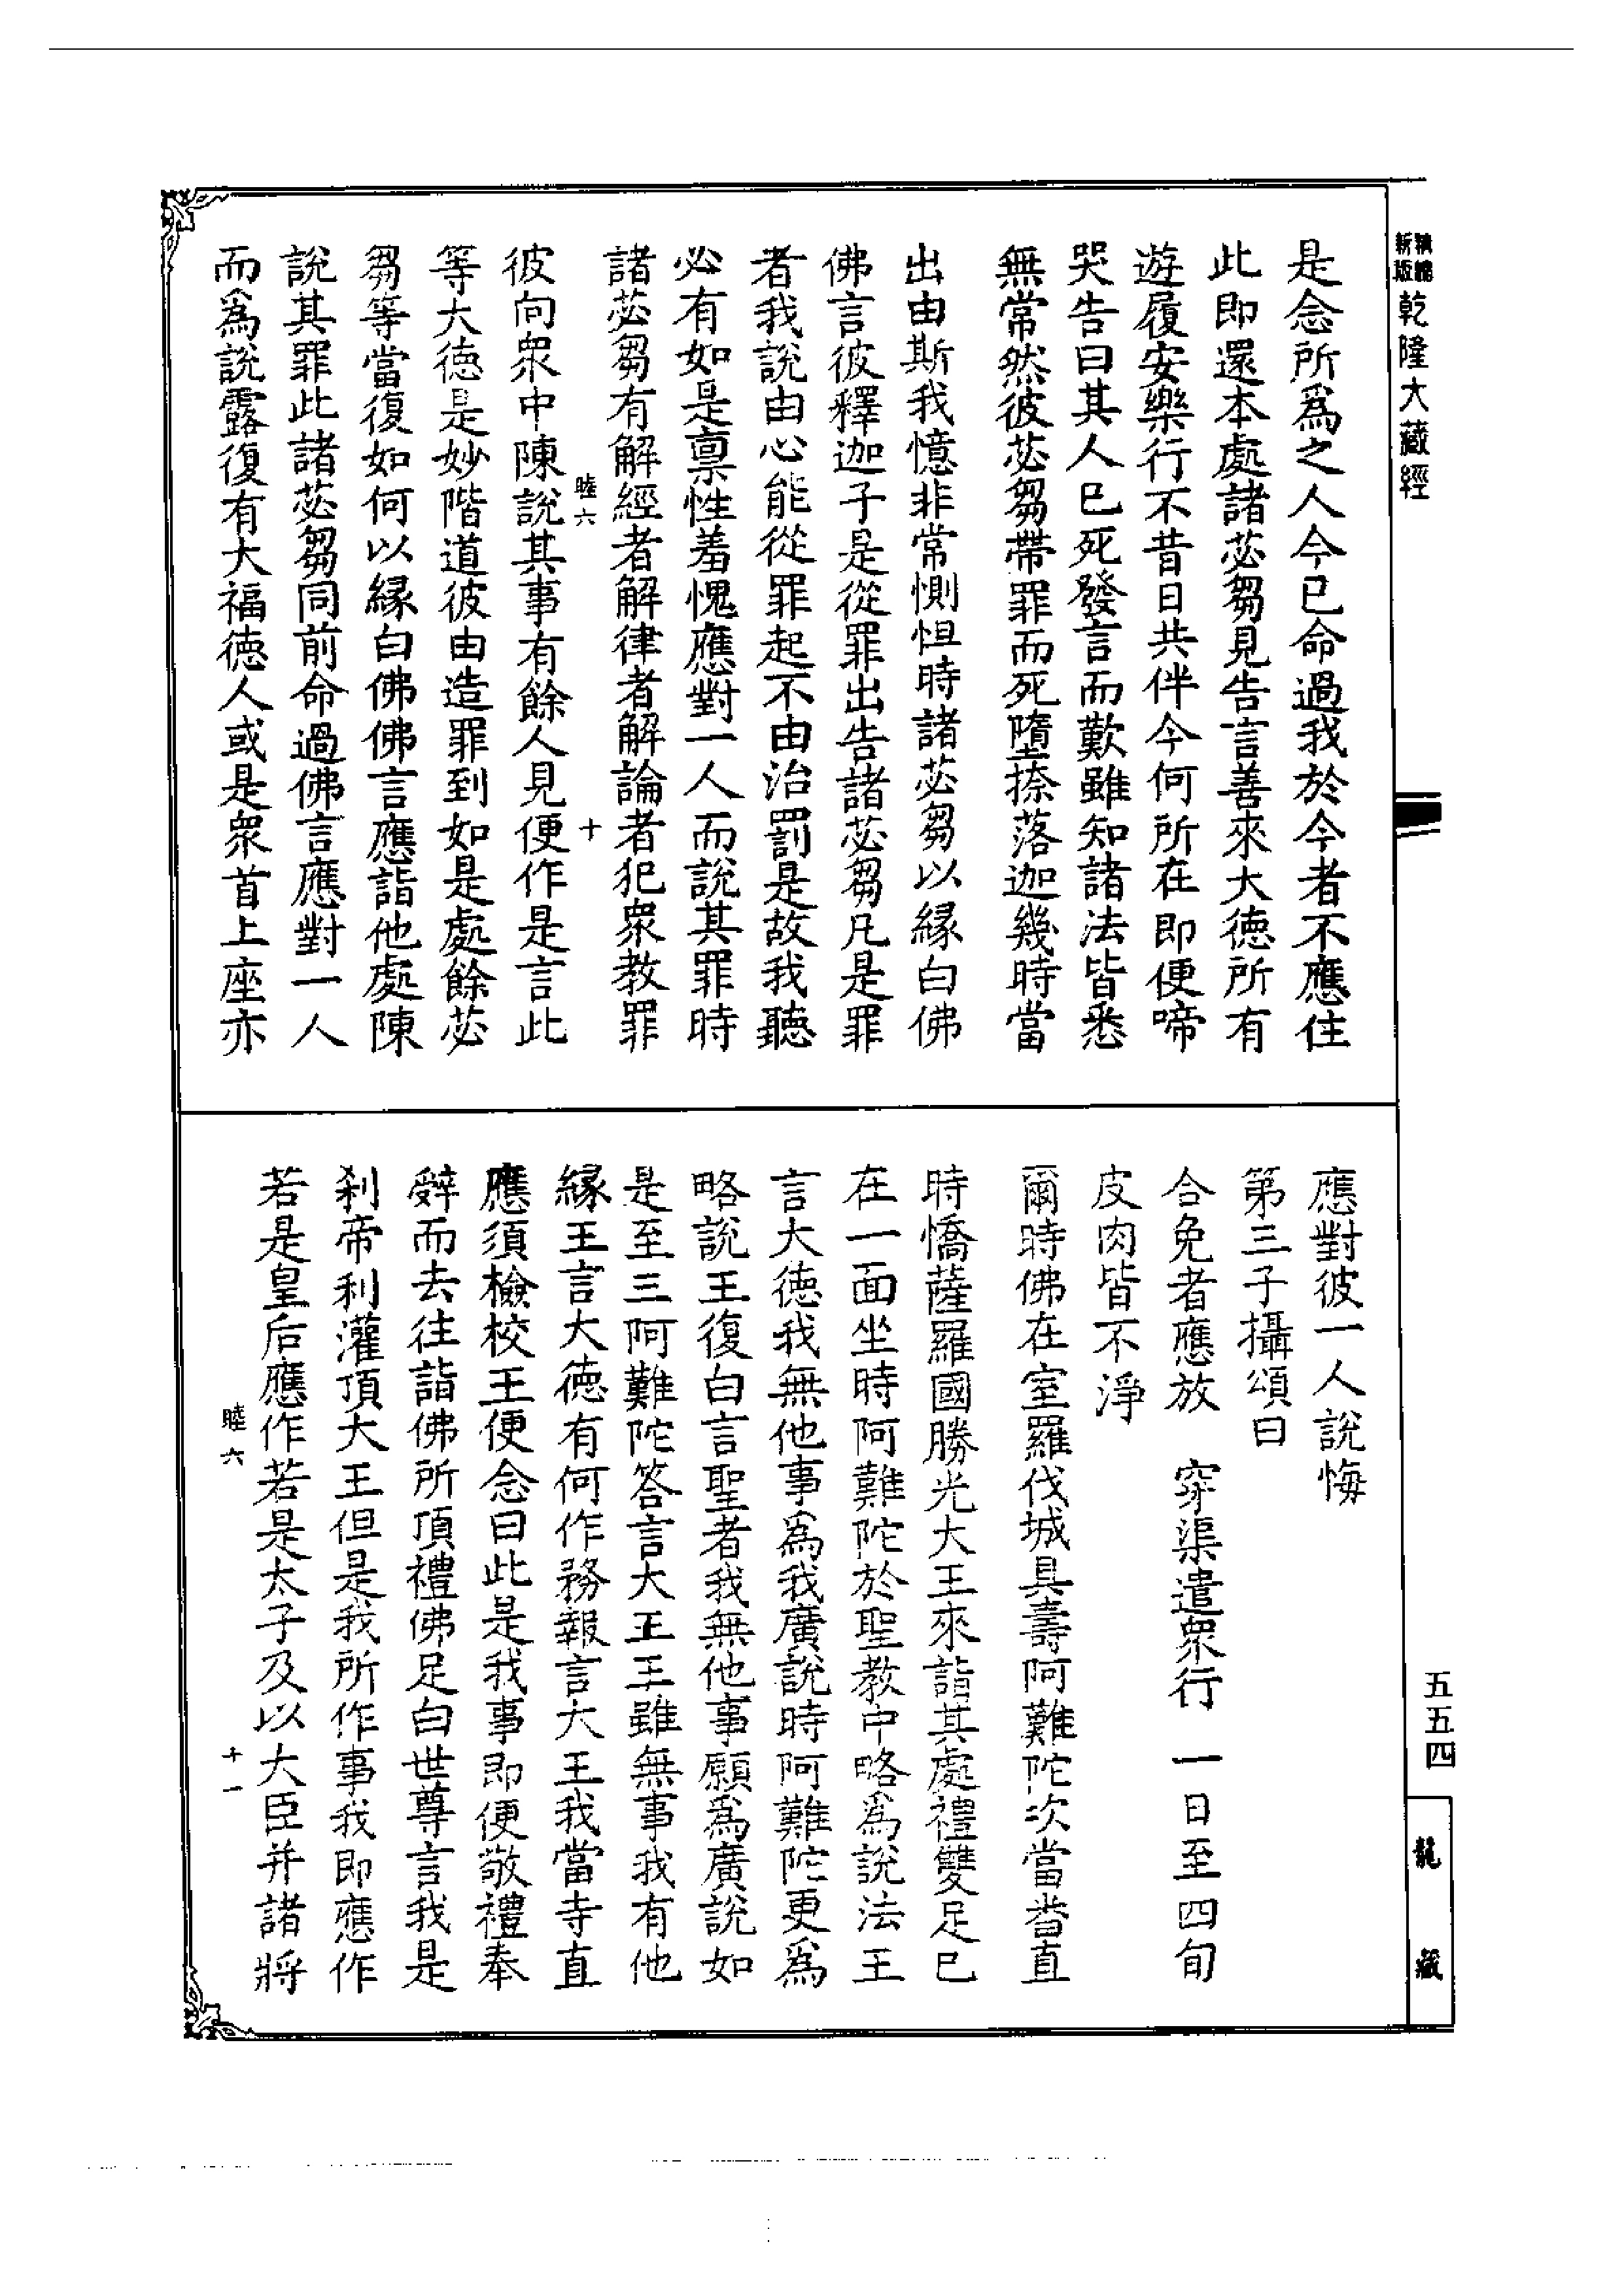 精縮
新版
乾隆大藏經
是念所為之人今已命過我於今者不應住
此即還本處諸苾芻見告言善來大德所有
遊履安樂行不昔日共伴今何所在即便啼
哭告曰其人已死發言而歎雖知諸法皆悉
無常然彼苾芻帶罪而死墮捺落迦幾時當
出由斯我憶非常惻怛時諸苾芻以緣白佛
佛言彼釋迦子是從罪出告諸苾芻凡是罪
者我說由心能從罪起不由治罰是故我聽
必有如是禀性羞愧應對一人而說其罪時
諸苾芻有解經者解律者解論者犯眾教罪
睦六 十
彼向眾中陳說其事有餘人見便作是言此
等大德是妙階道彼由造罪到如是處餘苾
芻等當復如何以緣白佛佛言應詣他處陳
說其罪此諸苾芻同前命過佛言應對一人
而為說露復有大福德人或是眾首上座亦
應對彼一人說悔
第三子攝頌曰
合免者應放 穿渠遣眾行 一日至四旬
皮肉皆不淨
爾時佛在室羅伐城具壽阿難陀次當畨直
時憍薩羅國勝光大王來詣其處禮雙足已
在一面坐時阿難陀於聖教中略為說法王
言大德我無他事為我廣說時阿難陀更為
略說王復白言聖者我無他事願為廣說如
是至三阿難陀答言大王王雖無事我有他
緣王言大德有何作務報言大王我當寺直
應須檢校王便念曰此是我事即便敬禮奉
辭而去往詣佛所頂禮佛足白世尊言我是
剎帝利灌頂大王但是我所作事我即應作
若是皇后應作若是太子及以大臣并諸將
睦六 十一
五五四
龍藏